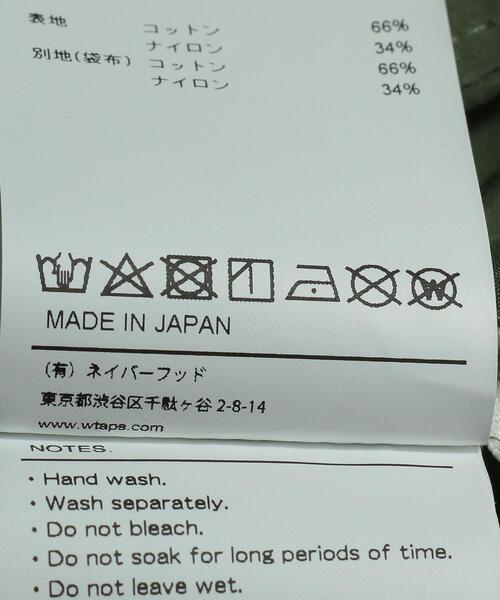 表地 コットン 66%
ナイロン 34%
別地(袋布) コットン 66%
ナイロン 34%
W
MADE IN JAPAN
(有) ネイバーフッド
東京都渋谷区千駄ヶ谷 2-8-14
www.wtaps.com
NOTES.
・Hand wash.
・Wash separately.
・Do not bleach.
・Do not soak for long periods of time.
・Do not leave wet.